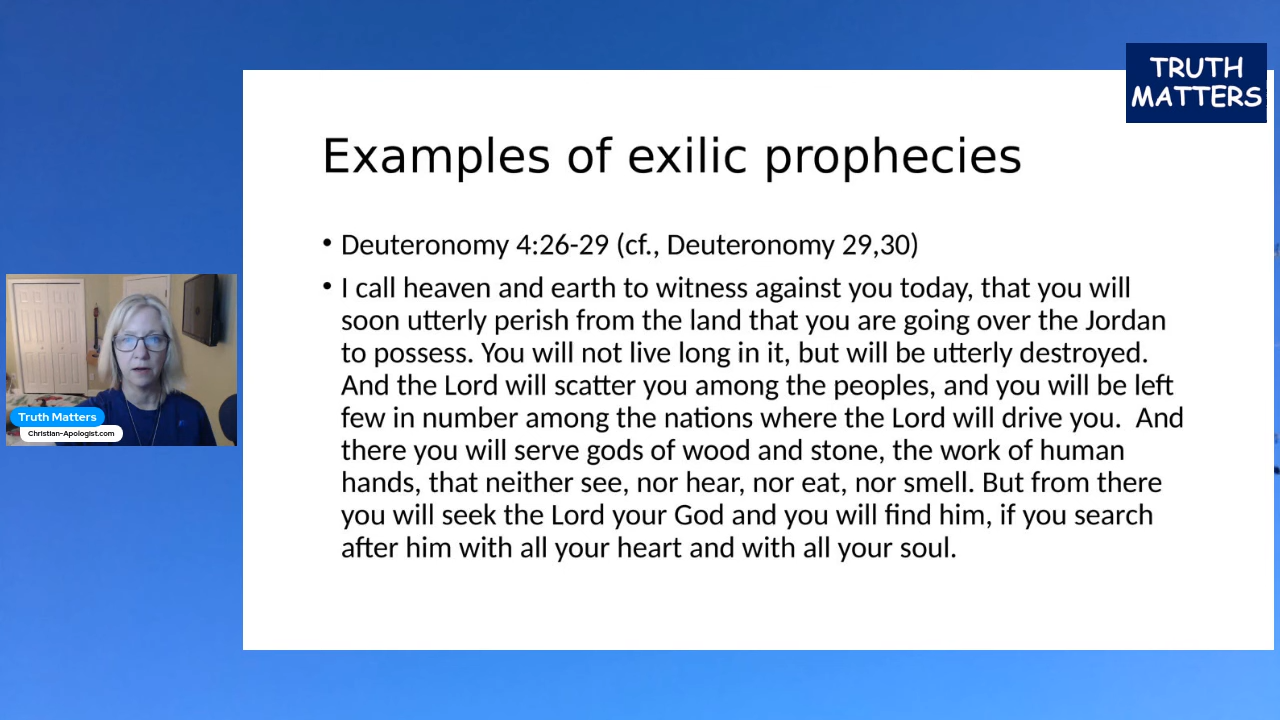 TRUTH
MATTERS
Examples of exilic prophecies
• Deuteronomy 4:26-29 (cf., Deuteronomy 29,30)
• I call heaven and earth to witness against you today, that you will
soon utterly perish from the land that you are going over the Jordan
to possess. You will not live long in it, but will be utterly destroyed.
And the Lord will scatter you among the peoples, and you will be left
few in number among the nations where the Lord will drive you.  And
there you will serve gods of wood and stone, the work of human
hands, that neither see, nor hear, nor eat, nor smell. But from there
you will seek the Lord your God and you will find him, if you search
after him with all your heart and with all your soul.
Truth Matters
Christian-Apologist.com